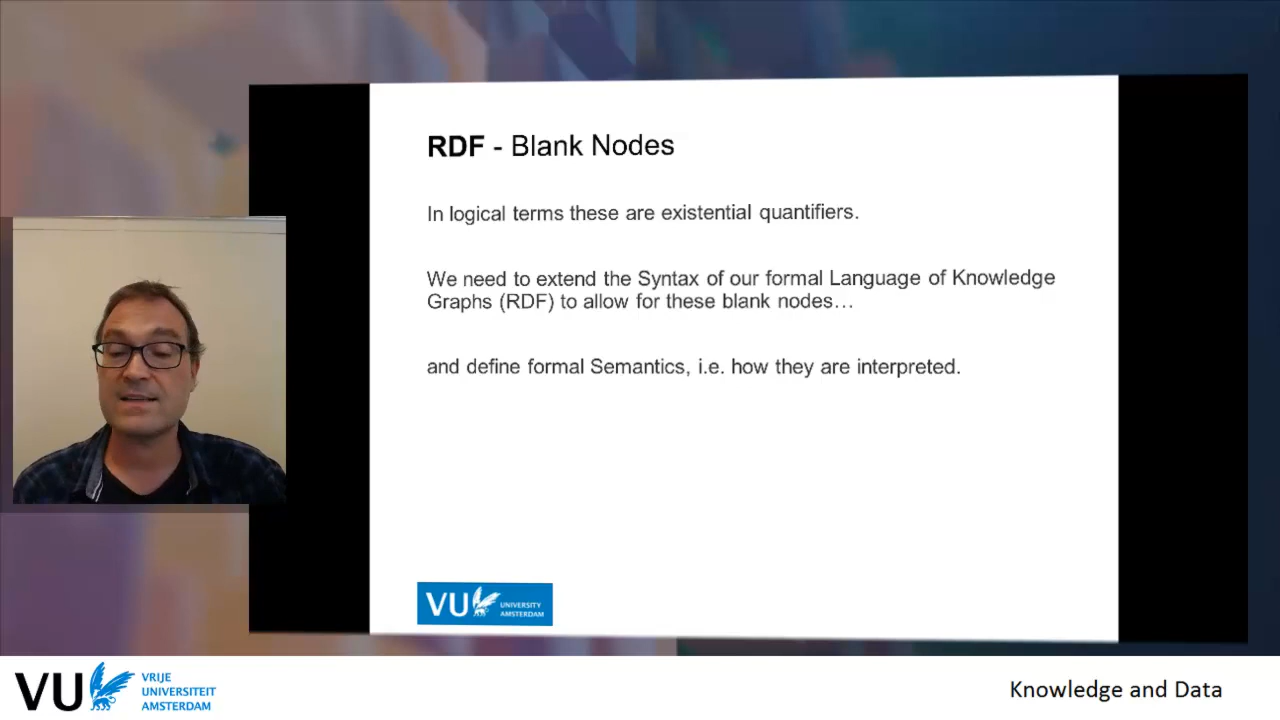 RDF - Blank Nodes
In logical terms these are existential quantifiers.
We need to extend the Syntax of our formal Language of Knowledge
Graphs (RDF) to allow for these blank nodes…
and define formal Semantics, i.e. how they are interpreted.
VU UNIVERSITY
AMSTERDAM
VU VRIJE
UNIVERSITEIT
AMSTERDAM
Knowledge and Data